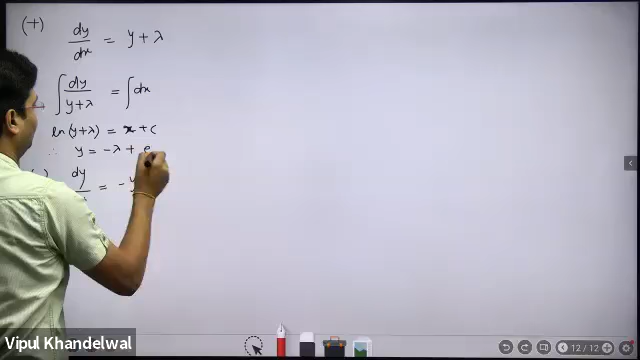 (+) dy/dx = y + λ
∫ dy/(y+λ) = ∫ dx
ln(y+λ) = x + c
∴ y = -λ + e
dy = -y
Vipul Khandelwal
12 / 12